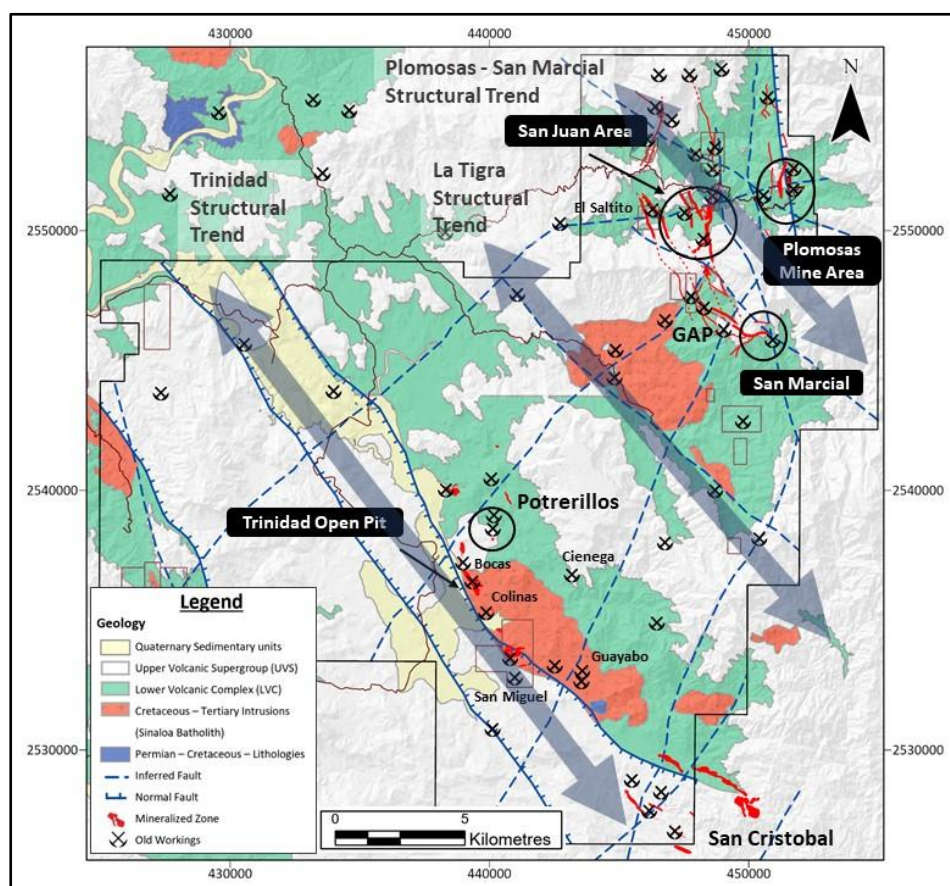 430000
440000
450000
Plomosas - San Marcial
Structural Trend
N
San Juan Area
Trinidad
Structural
Trend
La Tigra
Structural
Trend
El Saltito
2550000
2550000
Plomosas
Mine Area
GAP
San Marcial
2540000
2540000
Potrerillos
Trinidad Open Pit
Bocas
Cienega
Colinas
Guayabo
San Miguel
2530000
2530000
San Cristobal
Legend
Geology
Quaternary Sedimentary units
Upper Volcanic Supergroup (UVS)
Lower Volcanic Complex (LVC)
Cretaceous – Tertiary Intrusions
(Sinaloa Batholith)
Permian – Cretaceous – Lithologies
Inferred Fault
Normal Fault
Mineralized Zone
Old Workings
0 5
Kilometres
430000
440000
450000